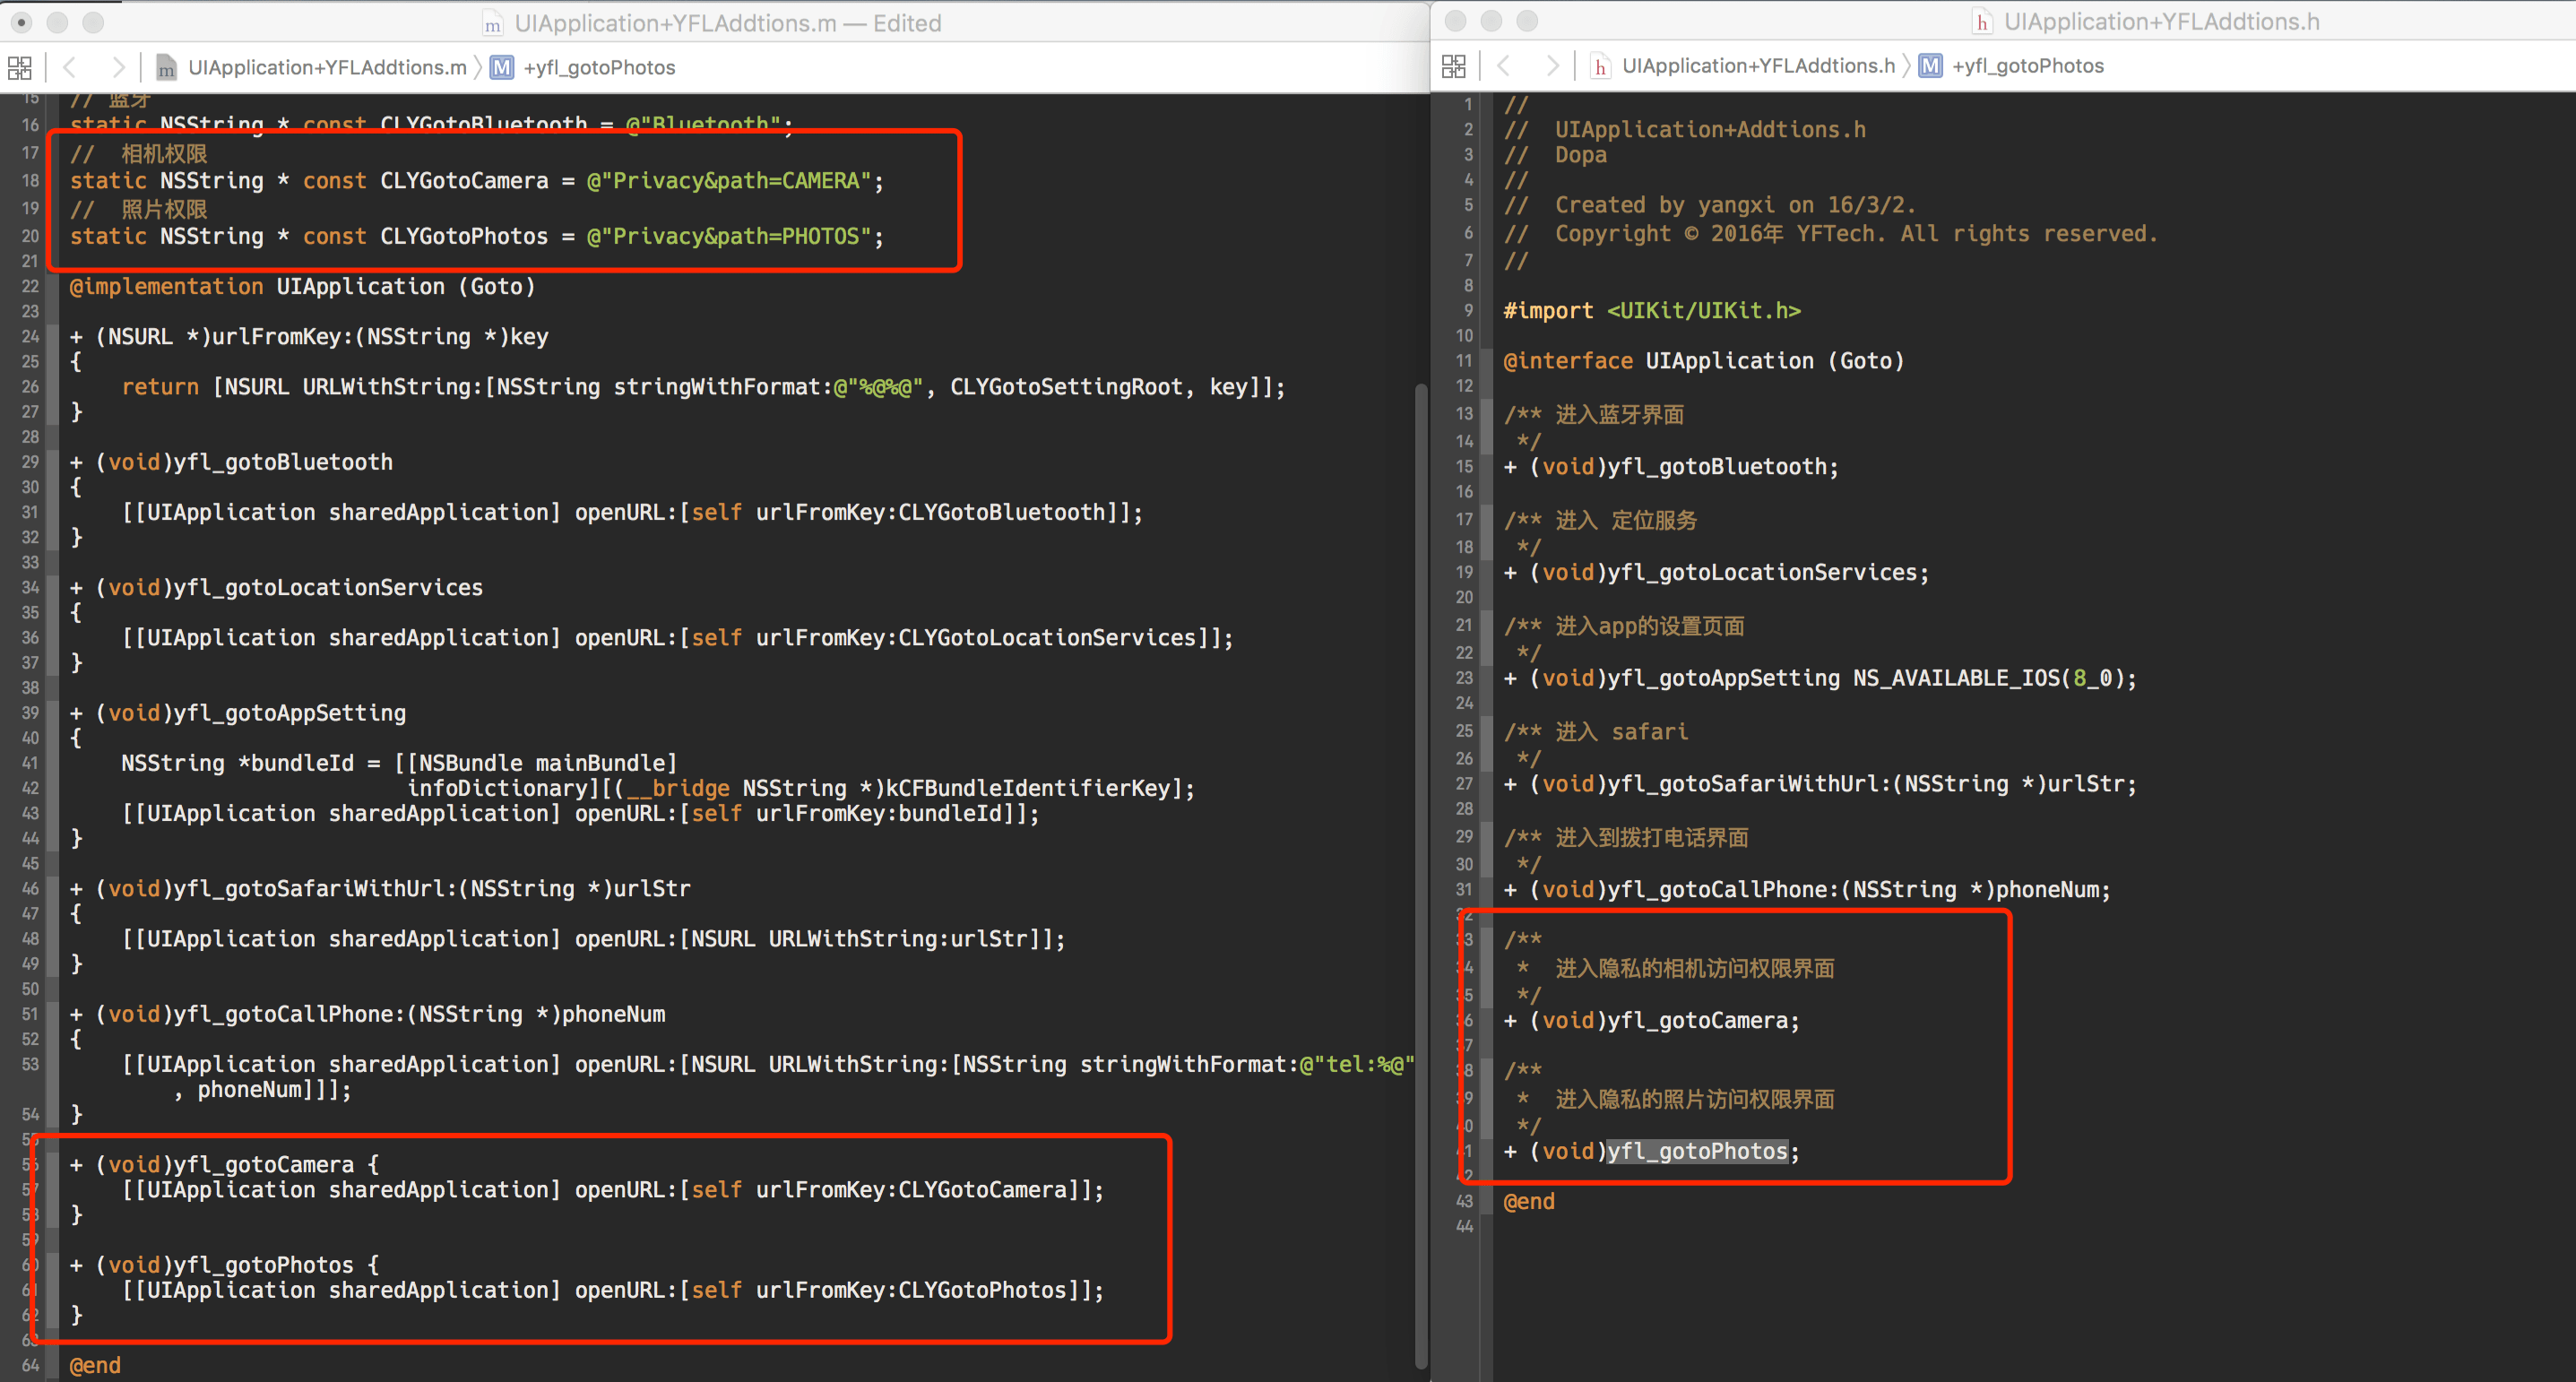 UIApplication+YFLAddtions.m — Edited
UIApplication+YFLAddtions.m
+yfl_gotoPhotos
15 // 蓝牙
16 static NSString * const CLYGotoBluetooth = @"Bluetooth";
17 // 相机权限
18 static NSString * const CLYGotoCamera = @"Privacy&path=CAMERA";
19 // 照片权限
20 static NSString * const CLYGotoPhotos = @"Privacy&path=PHOTOS";
21
22 @implementation UIApplication (Goto)
23
24 + (NSURL *)urlFromKey:(NSString *)key
25 {
26 return [NSURL URLWithString:[NSString stringWithFormat:@"%@%@", CLYGotoSettingRoot, key]];
27 }
28
29 + (void)yfl_gotoBluetooth
30 {
31 [[UIApplication sharedApplication] openURL:[self urlFromKey:CLYGotoBluetooth]];
32 }
33
34 + (void)yfl_gotoLocationServices
35 {
36 [[UIApplication sharedApplication] openURL:[self urlFromKey:CLYGotoLocationServices]];
37 }
38
39 + (void)yfl_gotoAppSetting
40 {
41 NSString *bundleId = [[NSBundle mainBundle]
42 infoDictionary][(__bridge NSString *)kCFBundleIdentifierKey];
43 [[UIApplication sharedApplication] openURL:[self urlFromKey:bundleId]];
44 }
45
46 + (void)yfl_gotoSafariWithUrl:(NSString *)urlStr
47 {
48 [[UIApplication sharedApplication] openURL:[NSURL URLWithString:urlStr]];
49 }
50
51 + (void)yfl_gotoCallPhone:(NSString *)phoneNum
52 {
53 [[UIApplication sharedApplication] openURL:[NSURL URLWithString:[NSString stringWithFormat:@"tel:%@"
, phoneNum]]];
54 }
55
56 + (void)yfl_gotoCamera {
57 [[UIApplication sharedApplication] openURL:[self urlFromKey:CLYGotoCamera]];
58 }
59
60 + (void)yfl_gotoPhotos {
61 [[UIApplication sharedApplication] openURL:[self urlFromKey:CLYGotoPhotos]];
62 }
63
64 @end
UIApplication+YFLAddtions.h
UIApplication+YFLAddtions.h
+yfl_gotoPhotos
1 //
2 // UIApplication+Addtions.h
3 // Dopa
4 //
5 // Created by yangxi on 16/3/2.
6 // Copyright © 2016年 YFTech. All rights reserved.
7 //
8
9 #import <UIKit/UIKit.h>
10
11 @interface UIApplication (Goto)
12
13 /** 进入蓝牙界面
14 */
15 + (void)yfl_gotoBluetooth;
16
17 /** 进入 定位服务
18 */
19 + (void)yfl_gotoLocationServices;
20
21 /** 进入app的设置页面
22 */
23 + (void)yfl_gotoAppSetting NS_AVAILABLE_IOS(8_0);
24
25 /** 进入 safari
26 */
27 + (void)yfl_gotoSafariWithUrl:(NSString *)urlStr;
28
29 /** 进入到拨打电话界面
30 */
31 + (void)yfl_gotoCallPhone:(NSString *)phoneNum;
32
33 /**
34 * 进入隐私的相机访问权限界面
35 */
36 + (void)yfl_gotoCamera;
37
38 /**
39 * 进入隐私的照片访问权限界面
40 */
41 + (void)yfl_gotoPhotos;
42
43 @end
44